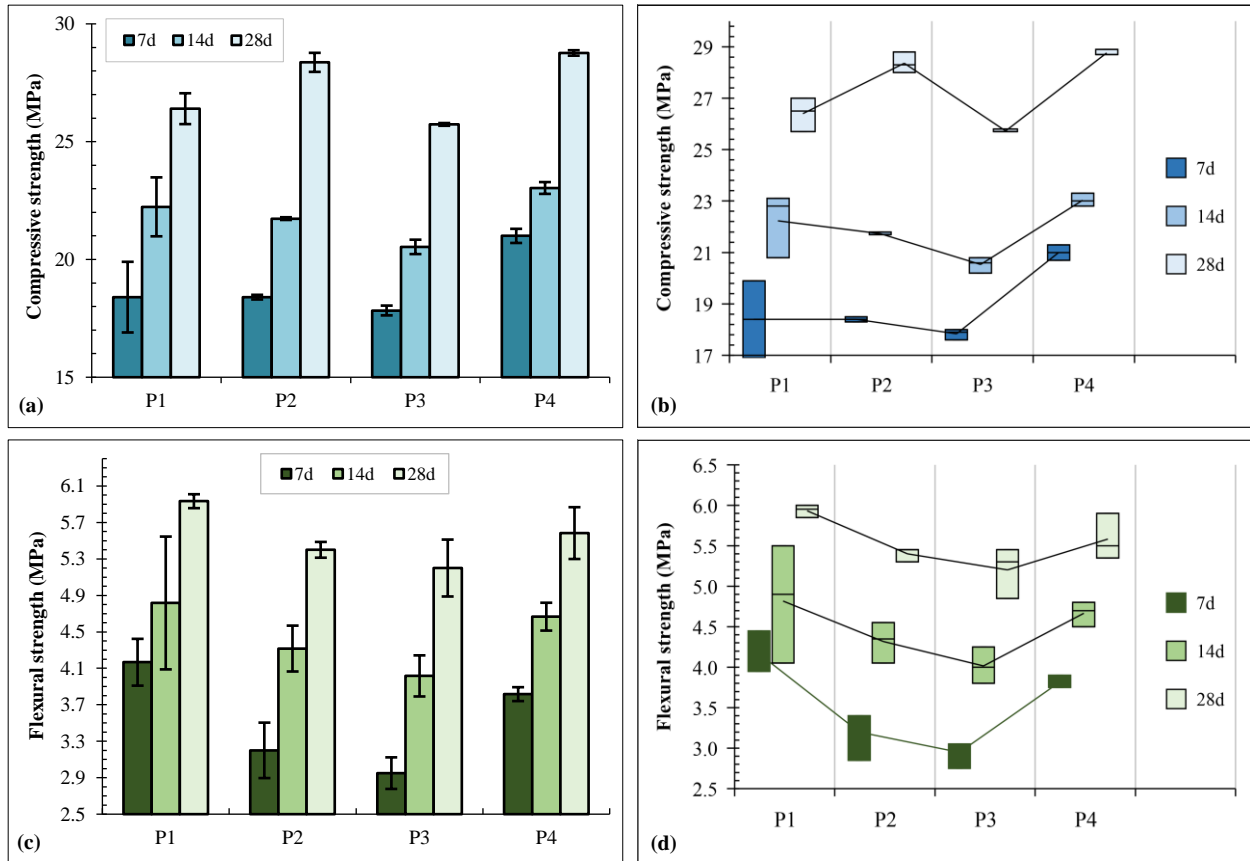 Compressive strength (MPa)
30
25
20
15
7d 14d 28d
P1 P2 P3 P4
(a)
Compressive strength (MPa)
29
27
25
23
21
19
17
7d
14d
28d
P1 P2 P3 P4
(b)
Flexural strength (MPa)
6.1
5.7
5.3
4.9
4.5
4.1
3.7
3.3
2.9
2.5
7d 14d 28d
P1 P2 P3 P4
(c)
Flexural strength (MPa)
6.5
6.0
5.5
5.0
4.5
4.0
3.5
3.0
2.5
7d
14d
28d
P1 P2 P3 P4
(d)